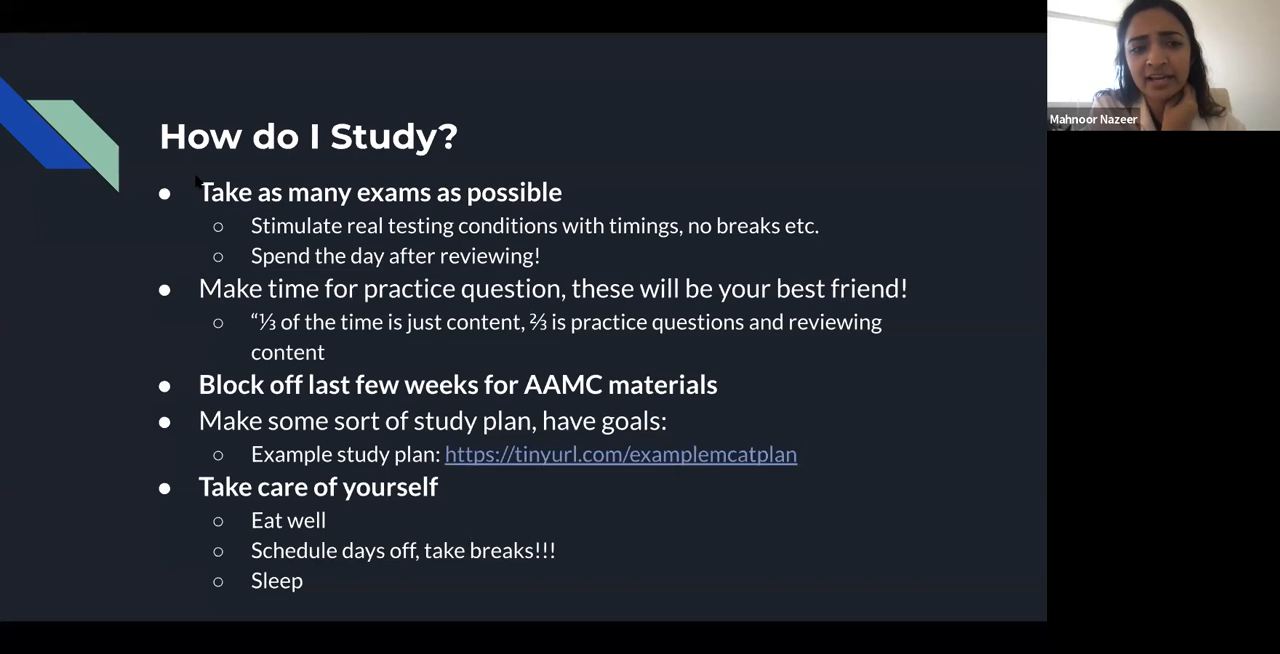 How do I Study?
● Take as many exams as possible
○ Stimulate real testing conditions with timings, no breaks etc.
○ Spend the day after reviewing!
● Make time for practice question, these will be your best friend!
○ “⅓ of the time is just content, ⅔ is practice questions and reviewing
content
● Block off last few weeks for AAMC materials
● Make some sort of study plan, have goals:
○ Example study plan: https://tinyurl.com/examplemcatplan
● Take care of yourself
○ Eat well
○ Schedule days off, take breaks!!!
○ Sleep
Mahnoor Nazeer